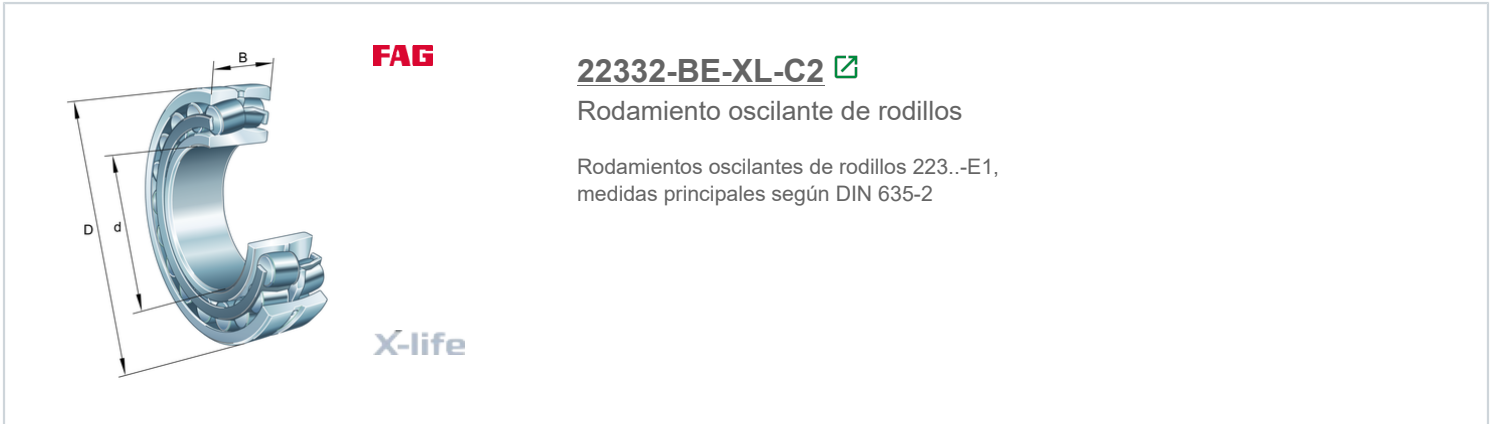 FAG
B
D
d
X-life
22332-BE-XL-C2
Rodamiento oscilante de rodillos
Rodamientos oscilantes de rodillos 223..-E1,
medidas principales según DIN 635-2